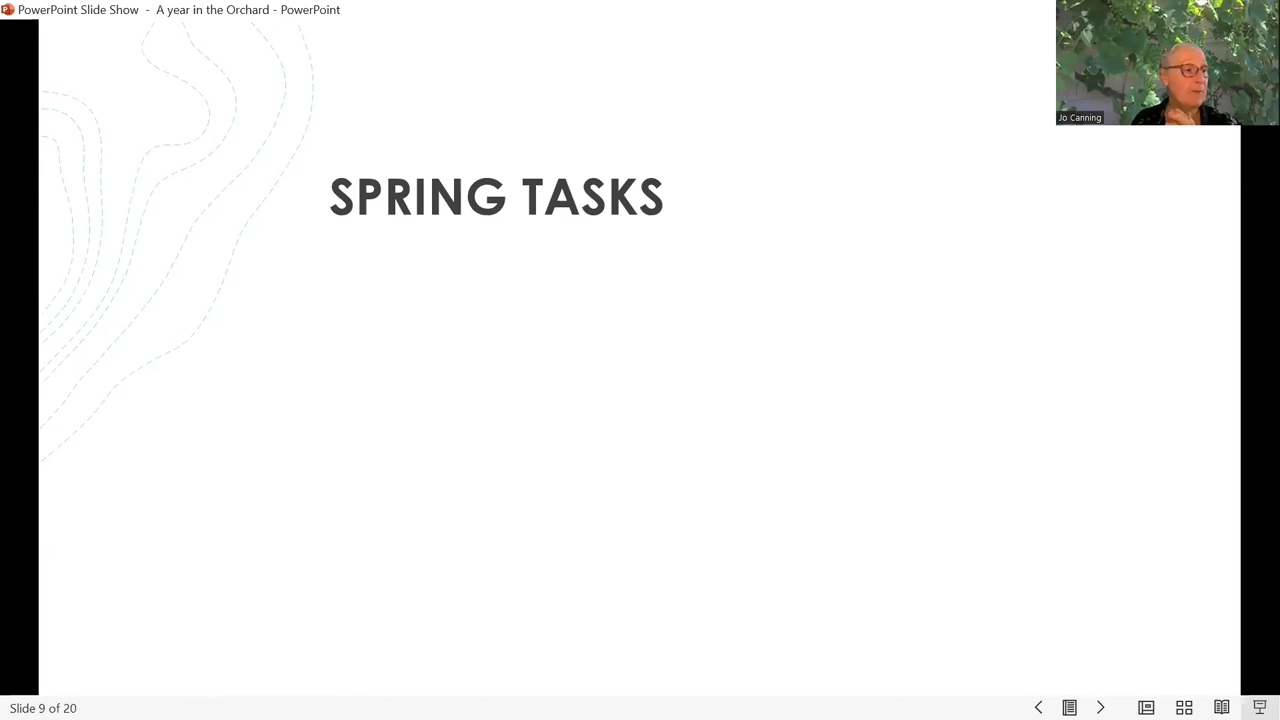 PowerPoint Slide Show - A year in the Orchard - PowerPoint
Jo Canning
SPRING TASKS
Slide 9 of 20